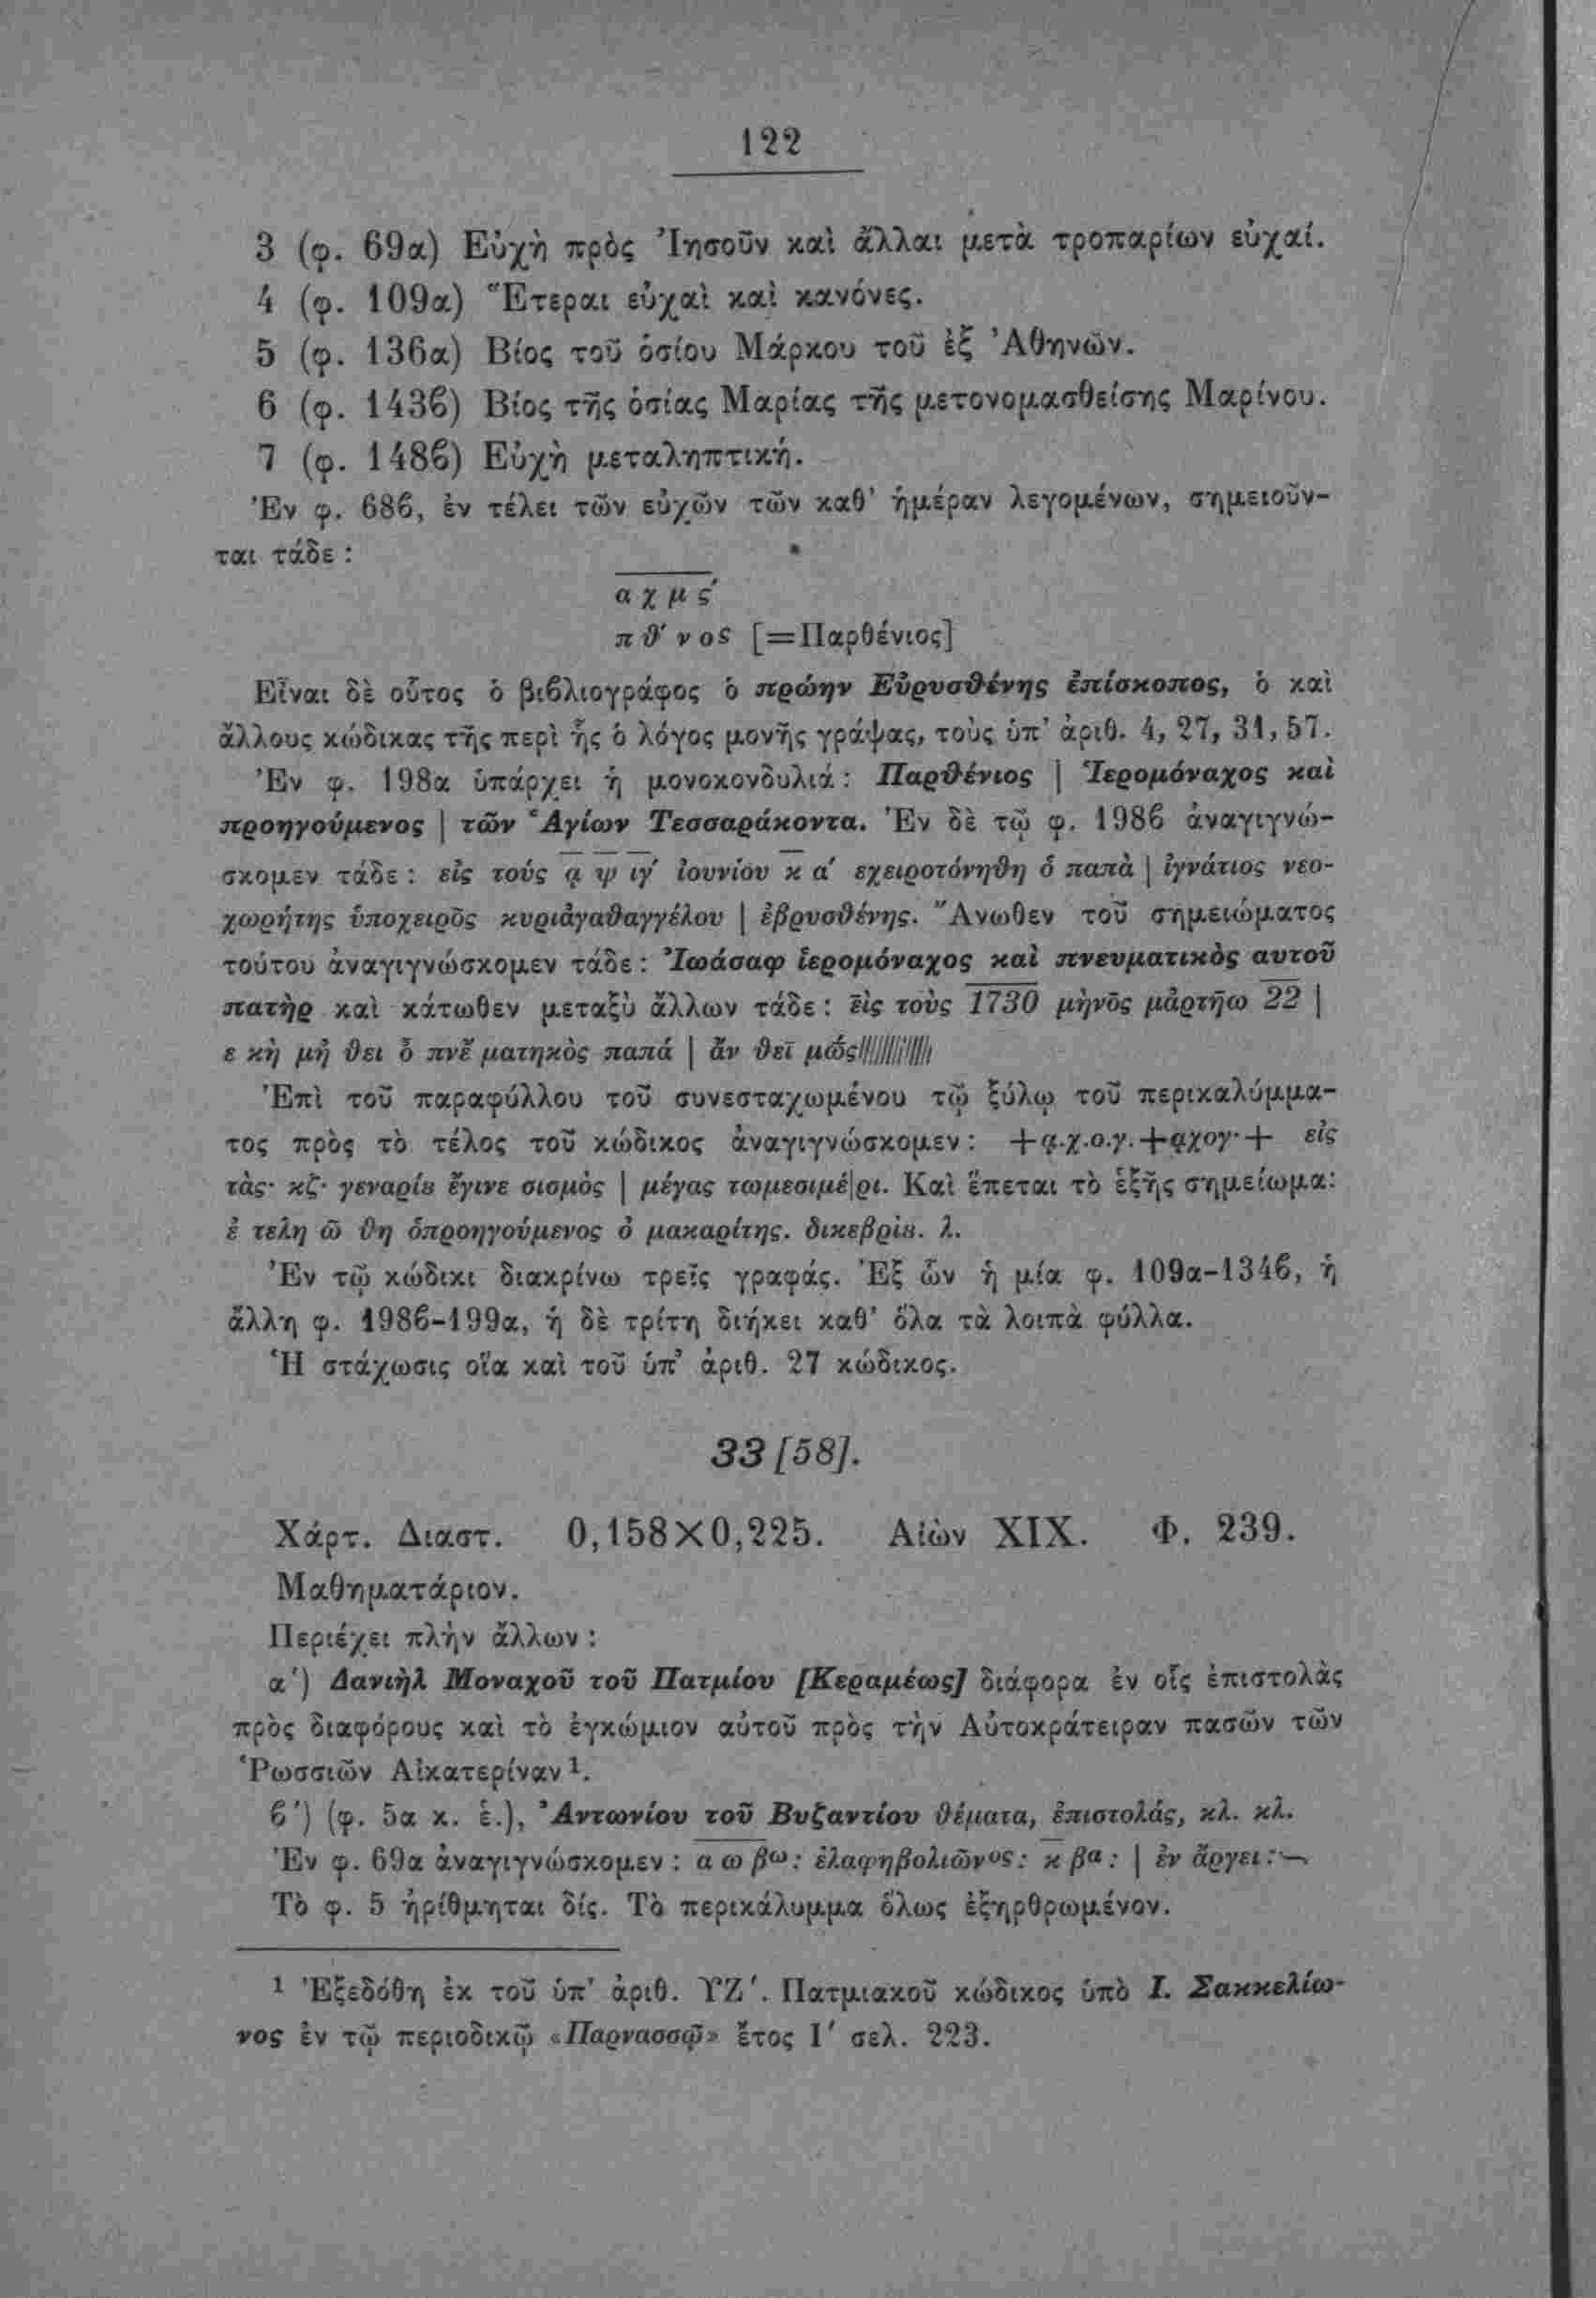 122
3 (φ. 69α) Εὐχὴ πρὸς Ἰησοῦν καὶ ἄλλαι μετὰ τροπαρίων εὐχαί.
4 (φ. 109α) Ἕτεραι εὐχαὶ καὶ κανόνες.
5 (φ. 136α) Βίος τοῦ ὁσίου Μάρκου τοῦ ἐξ Ἀθηνῶν.
6 (φ. 143ϐ) Βίος τῆς ὁσίας Μαρίας τῆς μετονομασθείσης Μαρίνου.
7 (φ. 148ϐ) Εὐχὴ μεταληπτική.
Ἐν φ. 68ϐ, ἐν τέλει τῶν εὐχῶν τῶν καθ’ ἡμέραν λεγομένων, σημειοῦν-
ται τάδε :
α χ μ ς´
π θ´ ν ο ς [=Παρθένιος]
Εἶναι δὲ οὗτος ὁ βιϐλιογράφος ὁ πρώην Εὐρυσθένης ἐπίσκοπος, ὁ καὶ
ἄλλους κώδικας τῆς περὶ ἧς ὁ λόγος μονῆς γράψας, τοὺς ὑπ’ ἀριθ. 4, 27, 31, 57.
Ἐν φ. 198α ὑπάρχει ἡ μονοκονδυλιά : Παρθένιος | Ἱερομόναχος καὶ
προηγούμενος | τῶν Ἁγίων Τεσσαράκοντα. Ἐν δὲ τῷ φ. 198ϐ ἀναγιγνώ-
σκομεν τάδε : εἰς τούς α ψ ιγ´ ἰουνίου κ α´ εχειροτόνηθη ὁ παπὰ | ἰγνάτιος νεο-
χωρήτης ὑποχειρὸς κυριἀγαθαγγέλου | ἐβρυσθένης. Ἄνωθεν τοῦ σημειώματος
τούτου ἀναγιγνώσκομεν τάδε : Ἰωάσαφ ἱερομόναχος καὶ πνευματικὸς αυτοῦ
πατὴρ καὶ κάτωθεν μεταξὺ ἄλλων τάδε : εἰς τοὺς 1730 μὴνὸς μἀρτήω 22 |
ε κὴ μὴ θει ὁ πνἔ ματηκὸς παπά | ἄν θεῖ
Ἐπὶ τοῦ παραφύλλου τοῦ συνεσταχωμένου τῷ ξύλῳ τοῦ περικαλύμμα-
τος πρὸς τὸ τέλος τοῦ κώδικος ἀναγιγνώσκομεν : +α.χ.ο.γ.+αχογ·+ εἰς
τὰς· κζ· γεναρίȣ ἔγινε σισμὸς | μέγας τωμεσιμέ|ρι. Καὶ ἕπεται τὸ ἑξῆς σημείωμα:
ἐ τελη ῶ θη ὁπροηγούμενος ὁ μακαρίτης. δικεβρίȣ. λ.
Ἐν τῷ κώδικι διακρίνω τρεῖς γραφάς. Ἐξ ὧν ἡ μία φ. 109α-134ϐ, ἡ
ἄλλη φ. 198ϐ-199α, ἡ δὲ τρίτη διήκει καθ’ ὅλα τὰ λοιπὰ φύλλα.
Ἡ στάχωσις οἵα καὶ τοῦ ὑπ’ ἀριθ. 27 κώδικος.
33 [58].
Χάρτ. Διαστ. 0,158×0,225. Αἰὼν XIX. Φ. 239.
Μαθηματάριον.
Περιέχει πλὴν ἄλλων :
α´) Δανιὴλ Μοναχοῦ τοῦ Πατμίου [Κεραμέως] διάφορα ἐν οἷς ἐπιστολὰς
πρὸς διαφόρους καὶ τὸ ἐγκώμιον αὐτοῦ πρὸς τὴν Αὐτοκράτειραν πασῶν τῶν
Ῥωσσιῶν Αἰκατερίναν ¹.
ϐ´) (φ. 5α κ. ἑ.), Ἀντωνίου τοῦ Βυζαντίου θέματα, ἐπιστολάς, κλ. κλ.
Ἐν φ. 69α ἀναγιγνώσκομεν : α ω βω : ἐλαφηβολιῶνος : κ βα : | ἐν ἄργει :~
Τὸ φ. 5 ἠρίθμηται δίς. Τὸ περικάλυμμα ὅλως ἐξηρθρωμένον.
¹ Ἐξεδόθη ἐκ τοῦ ὑπ’ ἀριθ. ΥΖ´. Πατμιακοῦ κώδικος ὑπὸ Ι. Σακκελίω-
νος ἐν τῷ περιοδικῷ «Παρνασσῷ» ἔτος Ι´ σελ. 223.